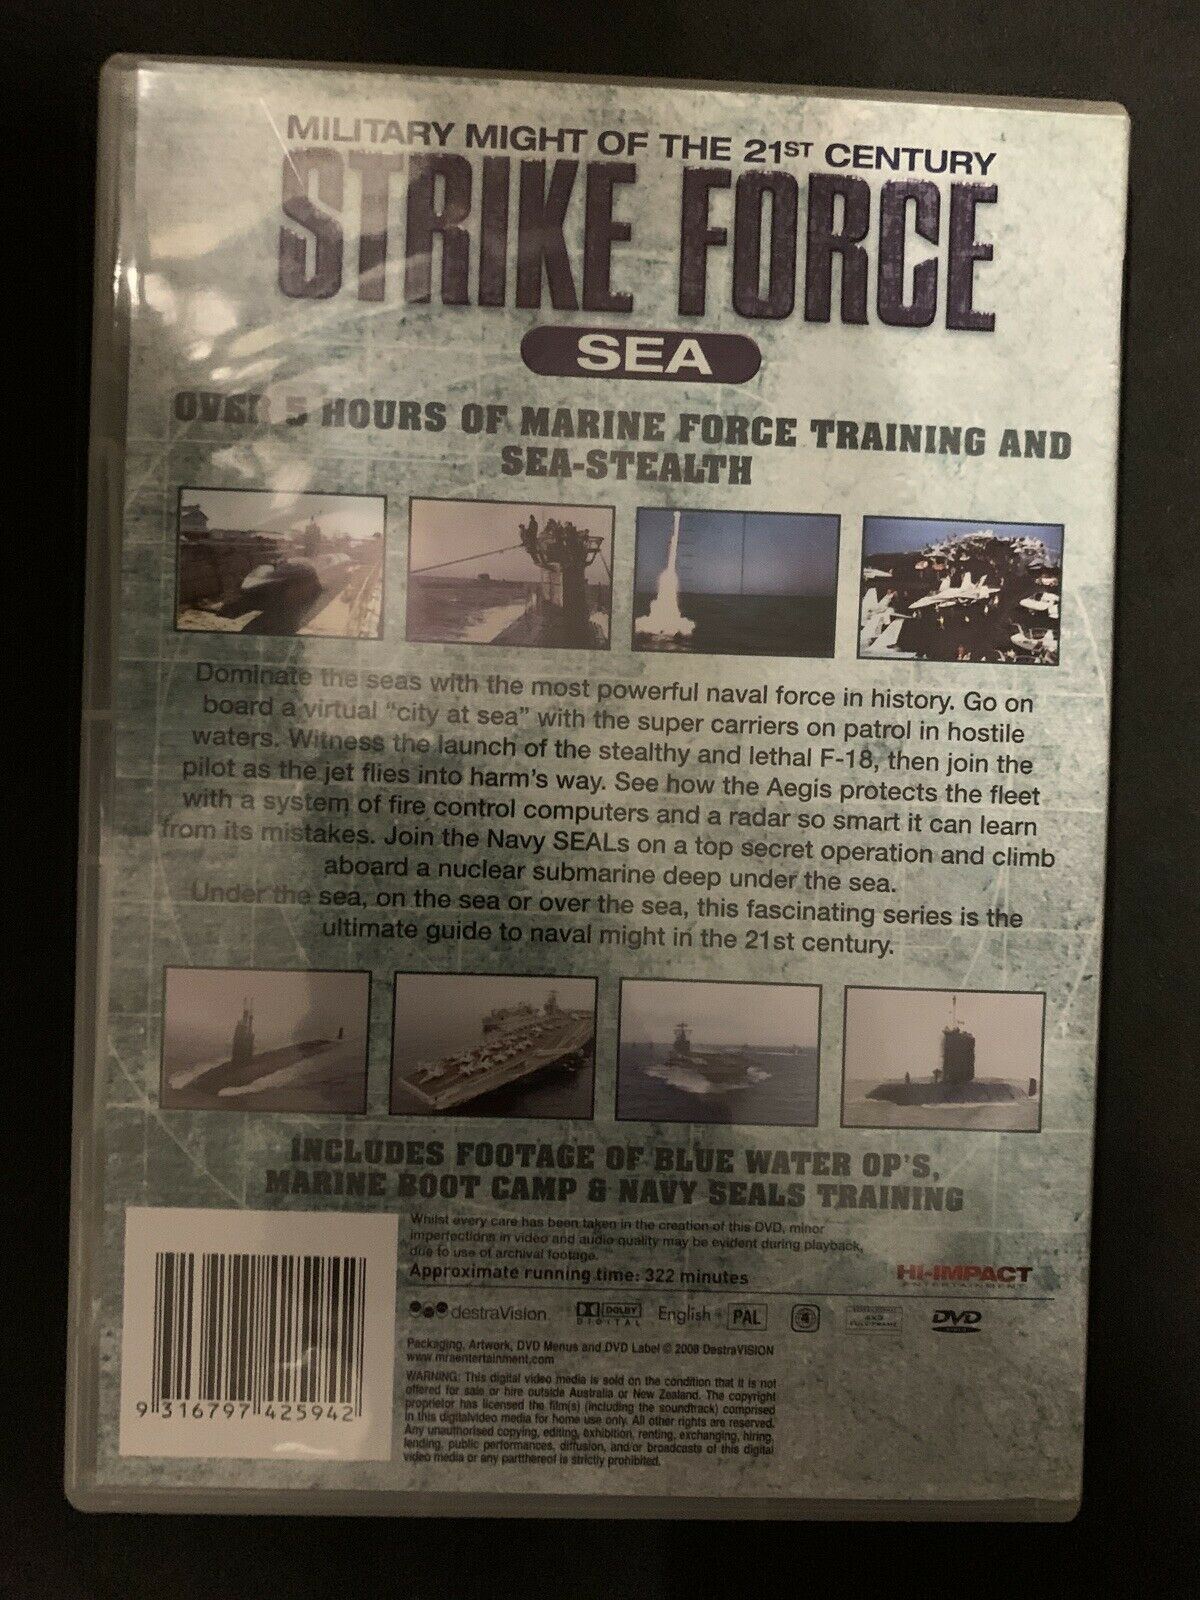 MILITARY MIGHT OF THE 21ST CENTURY
STRIKE FORCE
SEA
OVER 5 HOURS OF MARINE FORCE TRAINING AND
SEA-STEALTH
Dominate the seas with the most powerful naval force in history. Go on
board a virtual "city at sea" with the super carriers on patrol in hostile
waters. Witness the launch of the stealthy and lethal F-18, then join the
pilot as the jet flies into harm's way. See how the Aegis protects the fleet
with a system of fire control computers and a radar so smart it can learn
from its mistakes. Join the Navy SEALs on a top secret operation and climb
aboard a nuclear submarine deep under the sea.
Under the sea, on the sea or over the sea, this fascinating series is the
ultimate guide to naval might in the 21st century.
INCLUDES FOOTAGE OF BLUE WATER OP'S,
MARINE BOOT CAMP & NAVY SEALS TRAINING
Whilst every care has been taken in the creation of this DVD, minor
imperfections in video and audio quality may be evident during playback,
due to use of archival footage.
Approximate running time: 322 minutes
HI-IMPACT
ENTERTAINMENT
destraVision
DOLBY
DIGITAL
English
PAL
4
4X3
FULL FRAME
DVD
Packaging, Artwork, DVD Menus and DVD Label © 2008 DestraVISION
www.mraentertainment.com
WARNING: This digital video media is sold on the condition that it is not
offered for sale or hire outside Australia or New Zealand. The copyright
proprietor has licensed the film(s) (including the soundtrack) comprised
in this digitalvideo media for home use only. All other rights are reserved.
Any unauthorised copying, editing, exhibition, renting, exchanging, hiring,
lending, public performances, diffusion, and/or broadcasts of this digital
video media or any partthereof is strictly prohibited.
9 316797 425942